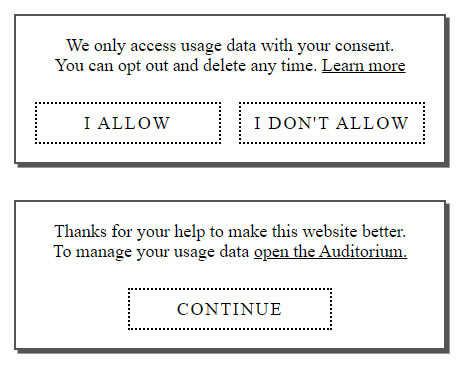 We only access usage data with your consent.
You can opt out and delete any time. Learn more
I ALLOW
I DON'T ALLOW
Thanks for your help to make this website better.
To manage your usage data open the Auditorium.
CONTINUE